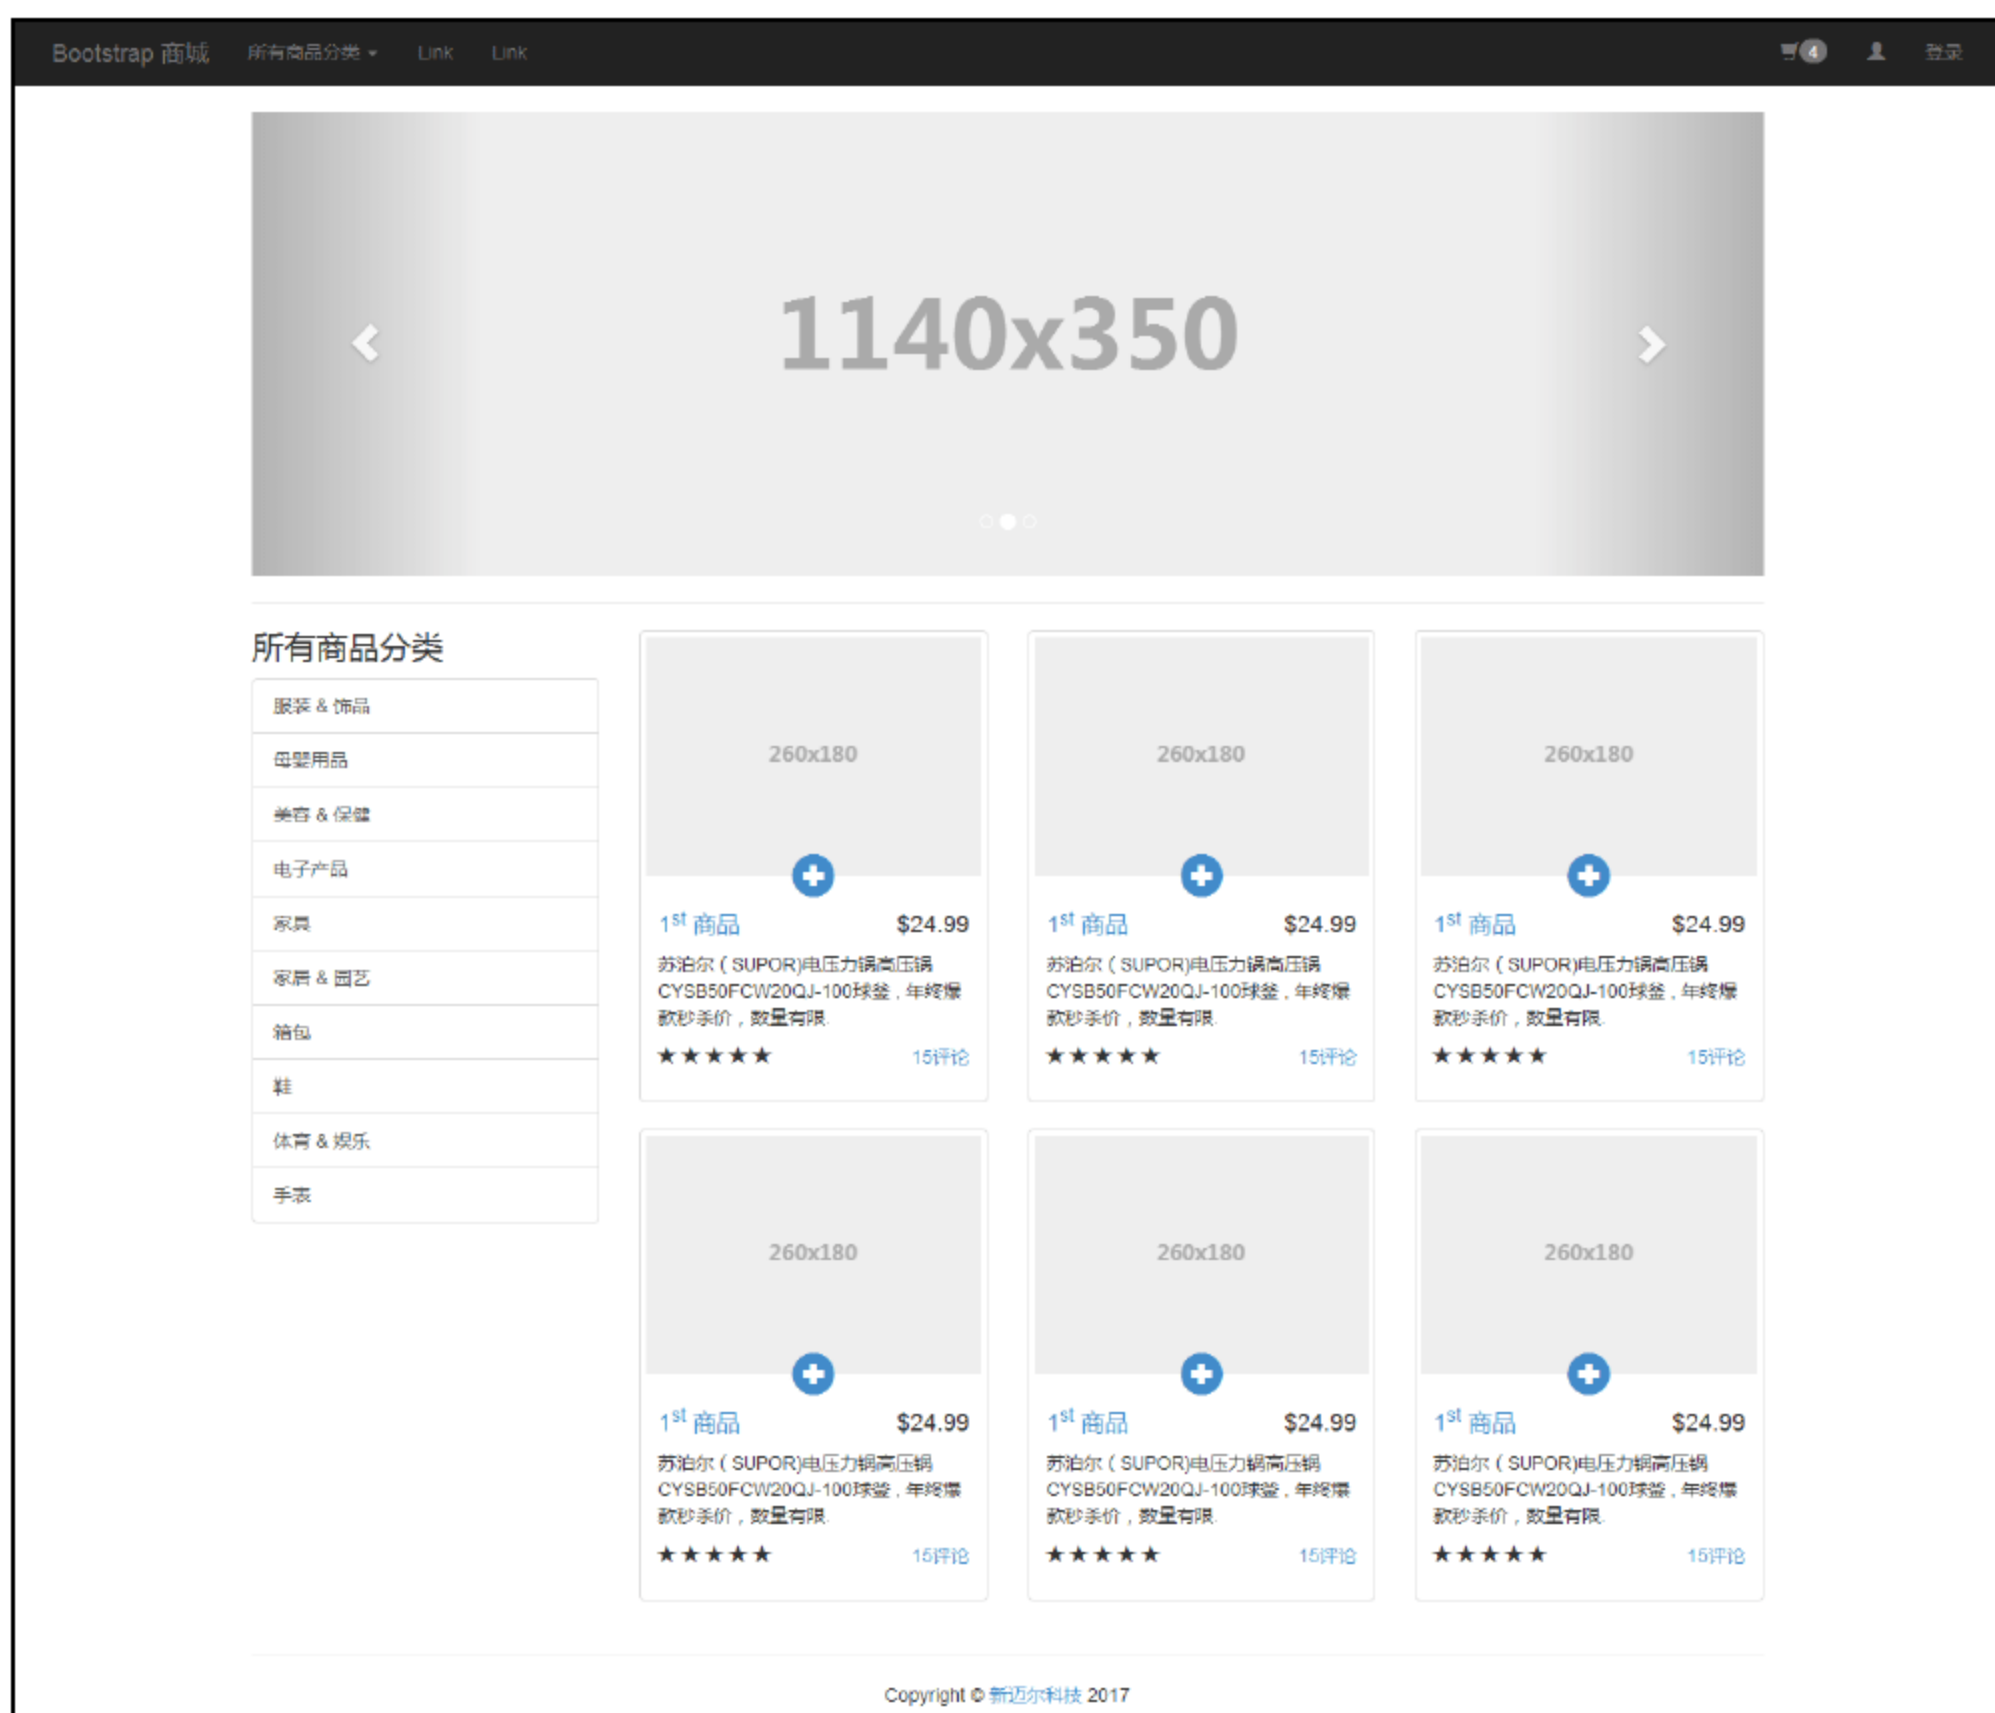 Bootstrap 商城 所有商品分类 Link Link 4 登录
1140x350
所有商品分类
服装 & 饰品
母婴用品
美容 & 保健
电子产品
家具
家居 & 园艺
箱包
鞋
体育 & 娱乐
手表
260x180
1st 商品 $24.99
苏泊尔（SUPOR)电压力锅高压锅
CYSB50FCW20QJ-100球釜，年终爆
款秒杀价，数量有限.
★★★★★ 15评论
260x180
1st 商品 $24.99
苏泊尔（SUPOR)电压力锅高压锅
CYSB50FCW20QJ-100球釜，年终爆
款秒杀价，数量有限.
★★★★★ 15评论
260x180
1st 商品 $24.99
苏泊尔（SUPOR)电压力锅高压锅
CYSB50FCW20QJ-100球釜，年终爆
款秒杀价，数量有限.
★★★★★ 15评论
260x180
1st 商品 $24.99
苏泊尔（SUPOR)电压力锅高压锅
CYSB50FCW20QJ-100球釜，年终爆
款秒杀价，数量有限.
★★★★★ 15评论
260x180
1st 商品 $24.99
苏泊尔（SUPOR)电压力锅高压锅
CYSB50FCW20QJ-100球釜，年终爆
款秒杀价，数量有限.
★★★★★ 15评论
260x180
1st 商品 $24.99
苏泊尔（SUPOR)电压力锅高压锅
CYSB50FCW20QJ-100球釜，年终爆
款秒杀价，数量有限.
★★★★★ 15评论
Copyright © 新迈尔科技 2017